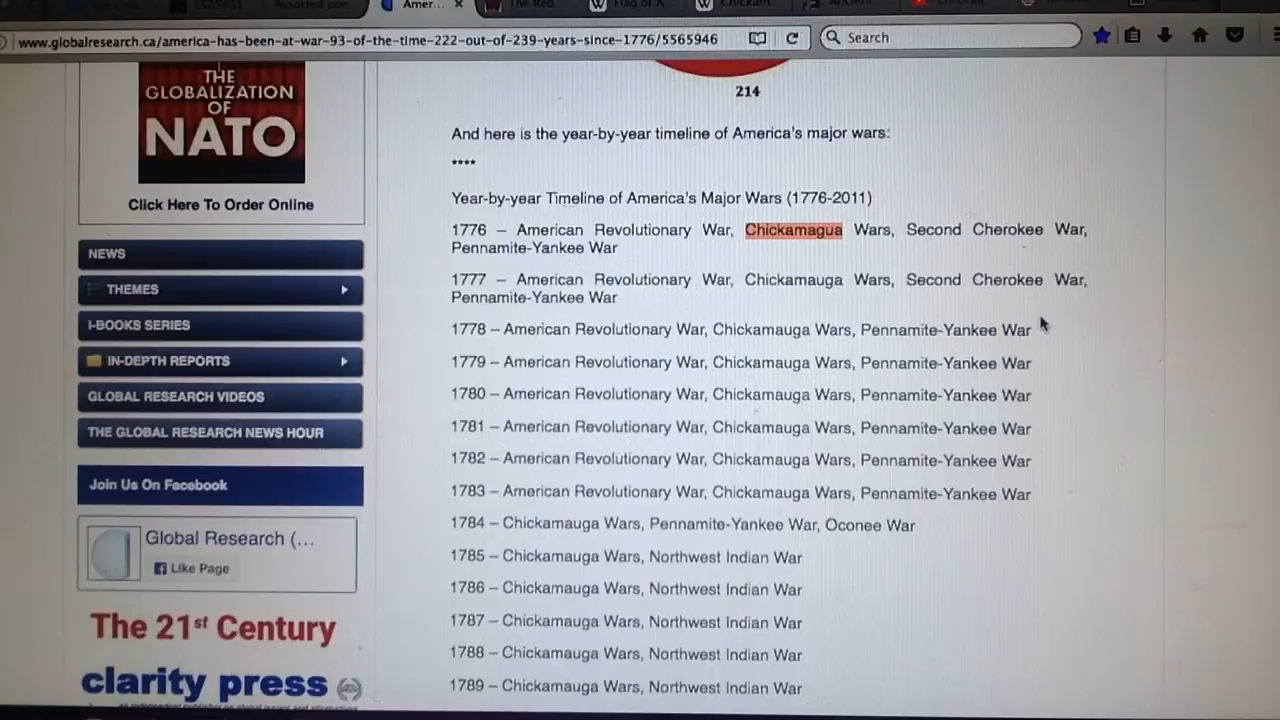 Amer...
The Red
Flag of A
Chickam
www.globalresearch.ca/america-has-been-at-war-93-of-the-time-222-out-of-239-years-since-1776/5565946
Search
THE
GLOBALIZATION
OF
NATO
Click Here To Order Online
NEWS
THEMES
I-BOOKS SERIES
IN-DEPTH REPORTS
GLOBAL RESEARCH VIDEOS
THE GLOBAL RESEARCH NEWS HOUR
Join Us On Facebook
Global Research (...
Like Page
The 21st Century
clarity press
214
And here is the year-by-year timeline of America's major wars:
****
Year-by-year Timeline of America's Major Wars (1776-2011)
1776 – American Revolutionary War, Chickamagua Wars, Second Cherokee War,
Pennamite-Yankee War
1777 – American Revolutionary War, Chickamauga Wars, Second Cherokee War,
Pennamite-Yankee War
1778 – American Revolutionary War, Chickamauga Wars, Pennamite-Yankee War
1779 – American Revolutionary War, Chickamauga Wars, Pennamite-Yankee War
1780 – American Revolutionary War, Chickamauga Wars, Pennamite-Yankee War
1781 – American Revolutionary War, Chickamauga Wars, Pennamite-Yankee War
1782 – American Revolutionary War, Chickamauga Wars, Pennamite-Yankee War
1783 – American Revolutionary War, Chickamauga Wars, Pennamite-Yankee War
1784 – Chickamauga Wars, Pennamite-Yankee War, Oconee War
1785 – Chickamauga Wars, Northwest Indian War
1786 – Chickamauga Wars, Northwest Indian War
1787 – Chickamauga Wars, Northwest Indian War
1788 – Chickamauga Wars, Northwest Indian War
1789 – Chickamauga Wars, Northwest Indian War